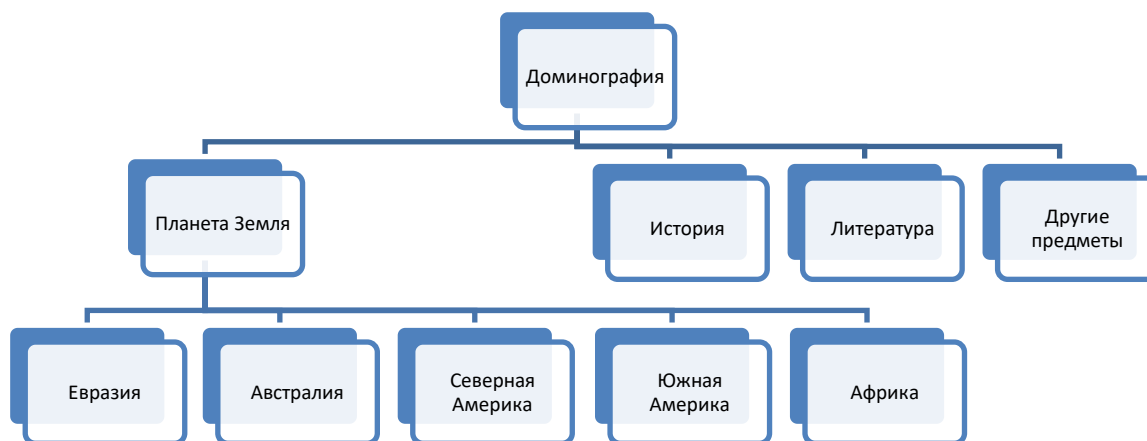 Доминография
Планета Земля
История
Литература
Другие
предметы
Евразия
Австралия
Северная
Америка
Южная
Америка
Африка